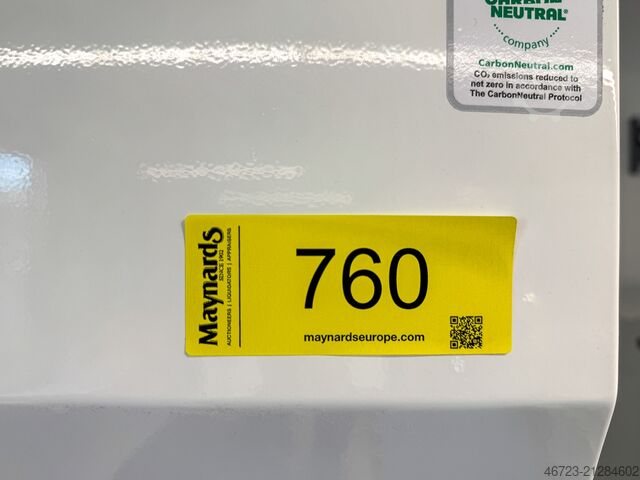 NEUTRAL®
company
CarbonNeutral.com
CO₂ emissions reduced to
net zero in accordance with
The CarbonNeutral Protocol
Maynards
SINCE 1902
AUCTIONEERS | LIQUIDATORS | APPRAISERS
760
maynardseurope.com
46723-21284602